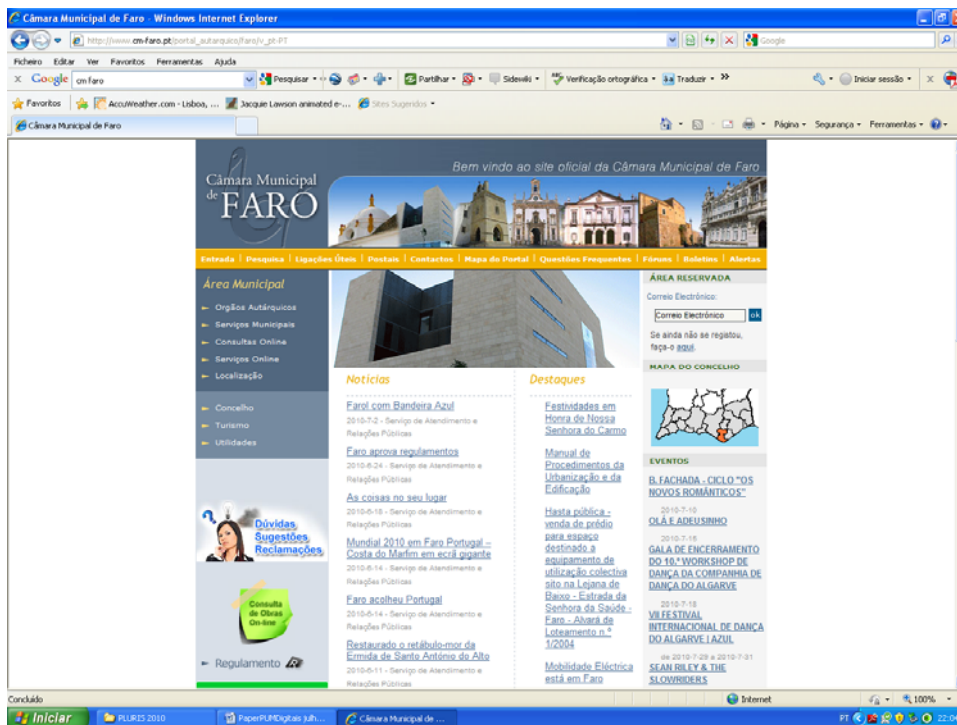 Câmara Municipal de Faro - Windows Internet Explorer
http://www.cm-faro.pt/portal_autarquico/faro/v_pt-PT
Google
Ficheiro Editar Ver Favoritos Ferramentas Ajuda
X Google cm faro Pesquisar Partilhar Sidewiki Verificação ortográfica Traduzir Iniciar sessão X
Favoritos AccuWeather.com - Lisboa, ... Jacquie Lawson animated e-... Sites Sugeridos
Câmara Municipal de Faro Página Segurança Ferramentas
Bem vindo ao site oficial da Câmara Municipal de Faro
Câmara Municipal
de FARO
Entrada | Pesquisa | Ligações Úteis | Postais | Contactos | Mapa do Portal | Questões Frequentes | Fóruns | Boletins | Alertas
Área Municipal
Orgãos Autárquicos
Serviços Municipais
Consultas Online
Serviços Online
Localização
Concelho
Turismo
Utilidades
Dúvidas
Sugestões
Reclamações
Consulta
de Obras
On-line
Regulamento
Notícias
Farol com Bandeira Azul
2010-7-2 - Serviço de Atendimento e
Relações Públicas
Faro aprova regulamentos
2010-6-24 - Serviço de Atendimento e
Relações Públicas
As coisas no seu lugar
2010-6-18 - Serviço de Atendimento e
Relações Públicas
Mundial 2010 em Faro Portugal –
Costa do Marfim em ecrã gigante
2010-6-14 - Serviço de Atendimento e
Relações Públicas
Faro acolheu Portugal
2010-6-14 - Serviço de Atendimento e
Relações Públicas
Restaurado o retábulo-mor da
Ermida de Santo António do Alto
2010-6-11 - Serviço de Atendimento e
Relações Públicas
Destaques
Festividades em
Honra de Nossa
Senhora do Carmo
Manual de
Procedimentos da
Urbanização e da
Edificação
Hasta pública -
venda de prédio
para espaço
destinado a
equipamento de
utilização colectiva
sito na Lejana de
Baixo - Estrada da
Senhora da Saúde -
Faro - Alvará de
Loteamento n.º
1/2004
Mobilidade Eléctrica
está em Faro
ÁREA RESERVADA
Correio Electrónico:
Correio Electrónico ok
Se ainda não se registou,
faça-o aqui.
MAPA DO CONCELHO
EVENTOS
B. FACHADA - CICLO "OS
NOVOS ROMÂNTICOS"
2010-7-10
OLÁ E ADEUSINHO
2010-7-16
GALA DE ENCERRAMENTO
DO 10.º WORKSHOP DE
DANÇA DA COMPANHIA DE
DANÇA DO ALGARVE
2010-7-18
VII FESTIVAL
INTERNACIONAL DE DANÇA
DO ALGARVE | AZUL
de 2010-7-29 a 2010-7-31
SEAN RILEY & THE
SLOWRIDERS
Concluído Internet 100%
Iniciar PLURIS 2010 PaperPUMDigitais julh... Câmara Municipal de ... PT 22:04